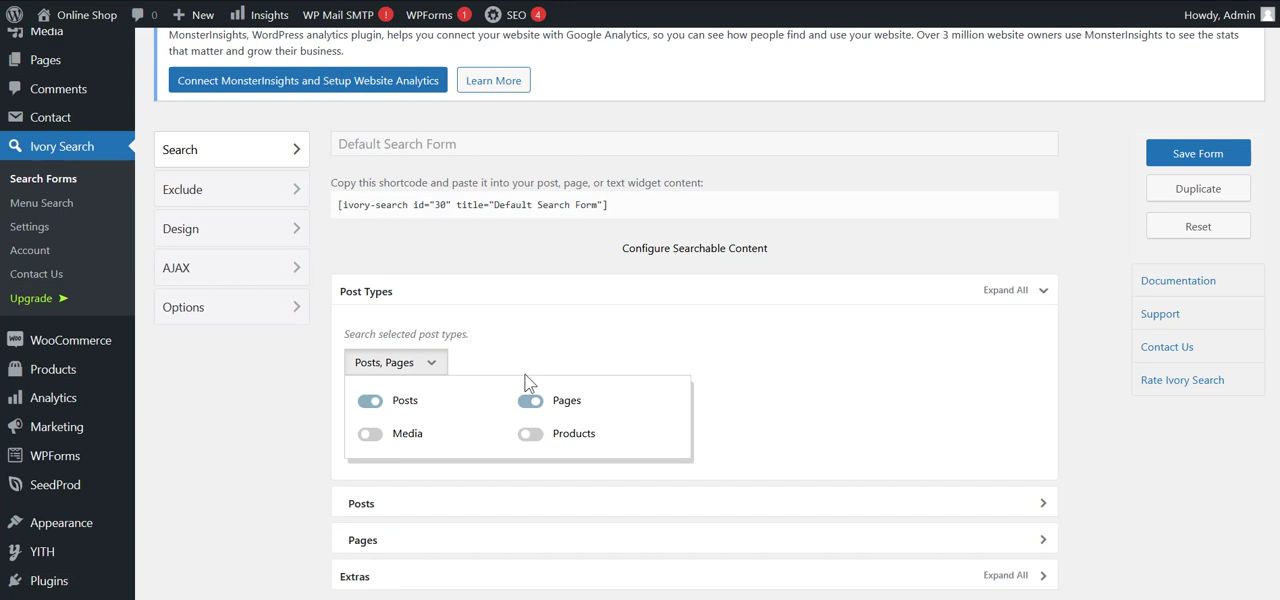 Online Shop
0
New
Insights
WP Mail SMTP !
WPForms 1
SEO 4
Howdy, Admin
Media
Pages
Comments
Contact
Ivory Search
Search Forms
Menu Search
Settings
Account
Contact Us
Upgrade ➤
WooCommerce
Products
Analytics
Marketing
WPForms
SeedProd
Appearance
YITH
Plugins
MonsterInsights, WordPress analytics plugin, helps you connect your website with Google Analytics, so you can see how people find and use your website. Over 3 million website owners use MonsterInsights to see the stats
that matter and grow their business.
Connect MonsterInsights and Setup Website Analytics
Learn More
Search
Exclude
Design
AJAX
Options
Default Search Form
Copy this shortcode and paste it into your post, page, or text widget content:
[ivory-search id="30" title="Default Search Form"]
Configure Searchable Content
Post Types
Expand All
Search selected post types.
Posts, Pages
Posts
Pages
Media
Products
Posts
Pages
Extras
Expand All
Save Form
Duplicate
Reset
Documentation
Support
Contact Us
Rate Ivory Search